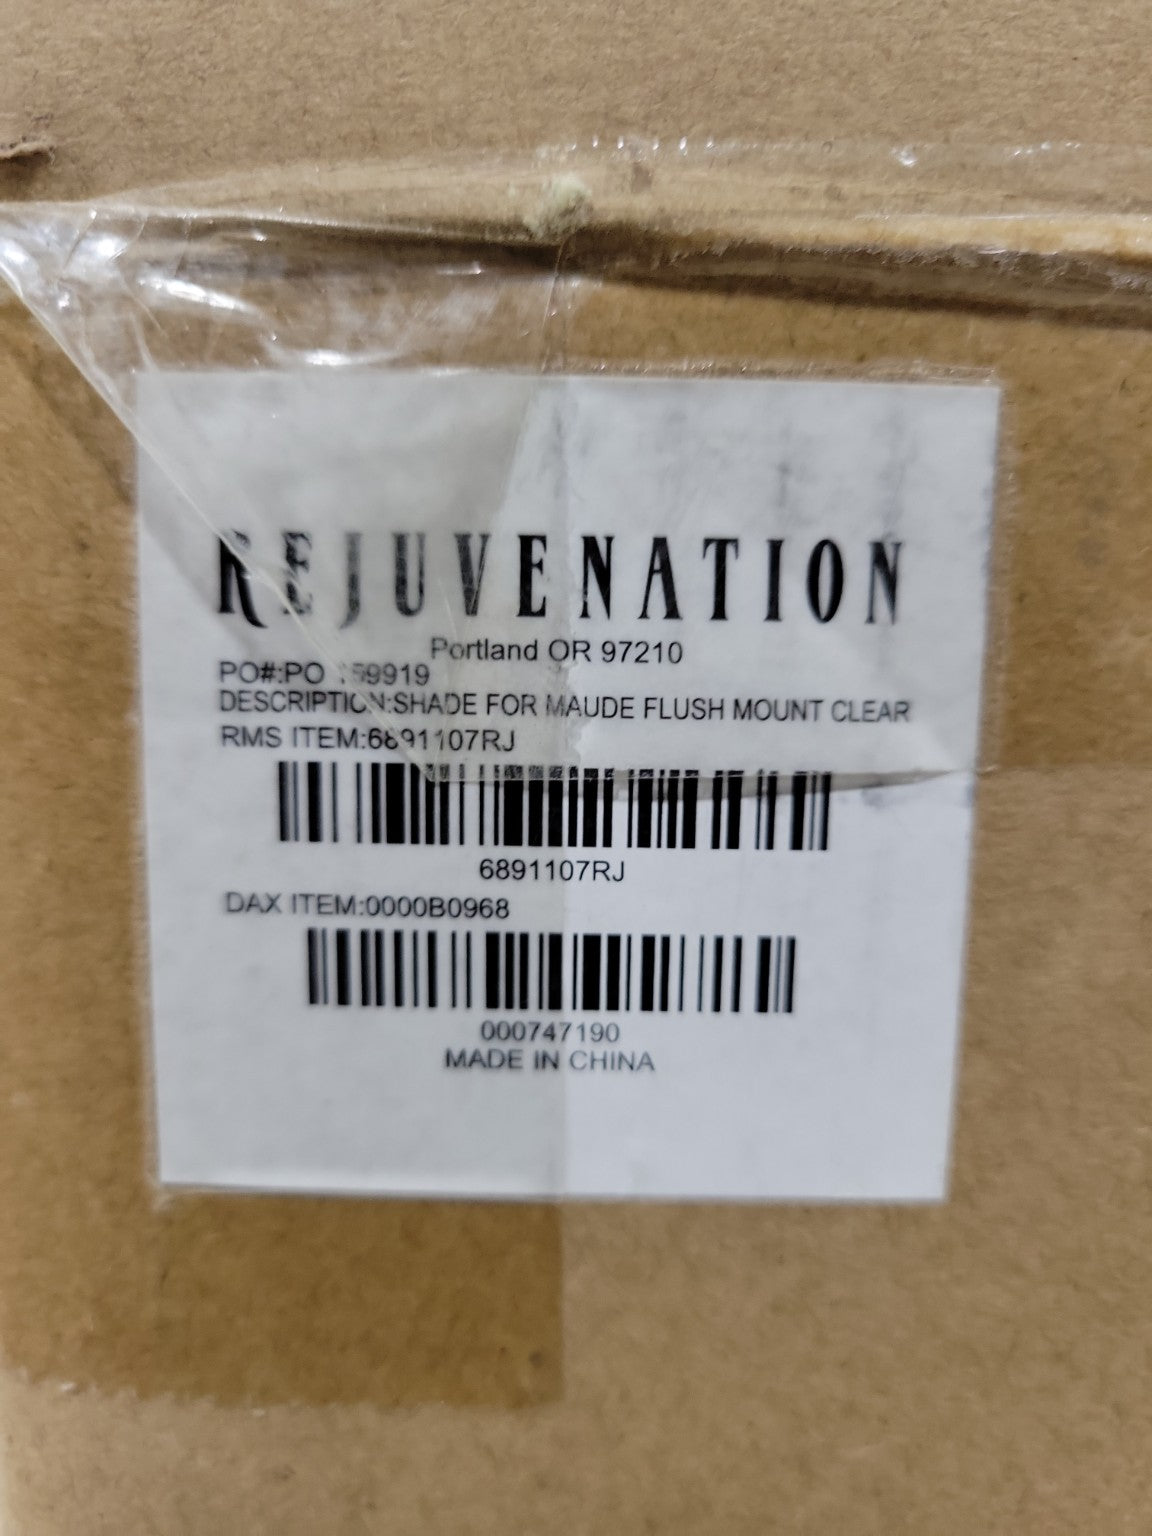 REJUVENATION
Portland OR 97210
PO#:PO
DESCRIPTION:SHADE FOR MAUDE FLUSH MOUNT CLEAR
RMS ITEM:6891107RJ
6891107RJ
DAX ITEM:0000B0968
000747190
MADE IN CHINA